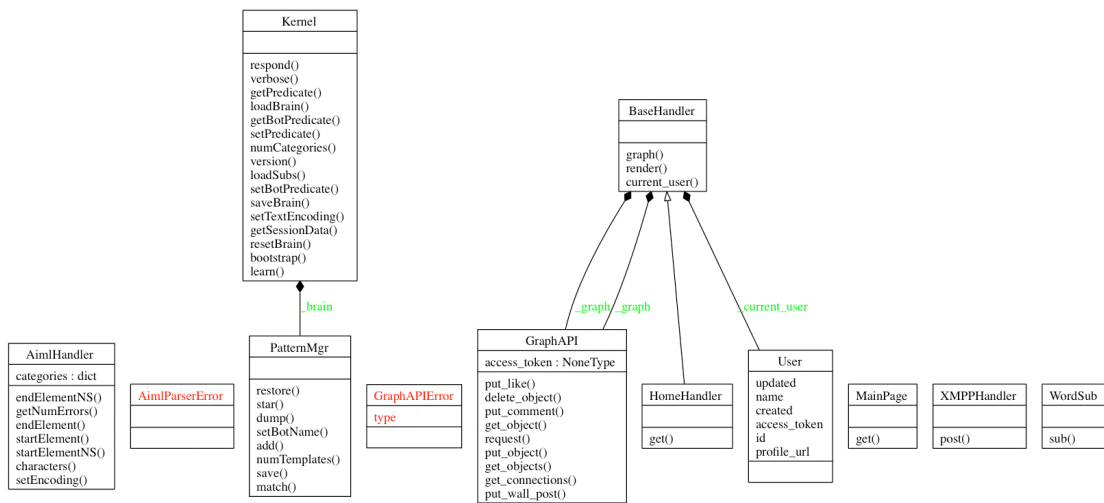 Kernel
respond()
verbose()
getPredicate()
loadBrain()
getBotPredicate()
setPredicate()
numCategories()
version()
loadSubs()
setBotPredicate()
saveBrain()
setTextEncoding()
getSessionData()
resetBrain()
bootstrap()
learn()
BaseHandler
graph()
render()
current_user()
_brain
_graph
_graph
_current_user
AimlHandler
categories : dict
endElementNS()
getNumErrors()
endElement()
startElement()
startElementNS()
characters()
setEncoding()
AimlParserError
PatternMgr
restore()
star()
dump()
setBotName()
add()
numTemplates()
save()
match()
GraphAPIError
type
GraphAPI
access_token : NoneType
put_like()
delete_object()
put_comment()
get_object()
request()
put_object()
get_objects()
get_connections()
put_wall_post()
HomeHandler
get()
User
updated
name
created
access_token
id
profile_url
MainPage
get()
XMPPHandler
post()
WordSub
sub()